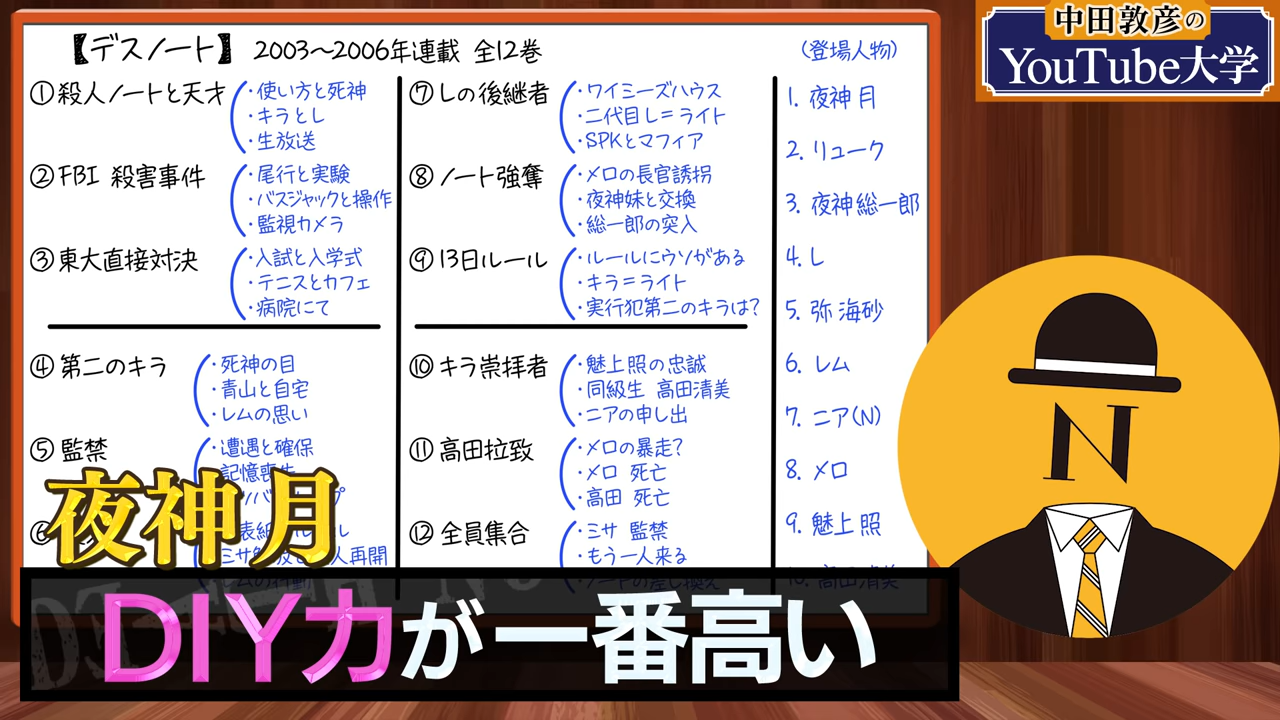 中田敦彦の
YouTube大学
【デスノート】 2003〜2006年連載 全12巻
①殺人ノートと天才
・使い方と死神
・キラとL
・生放送
②FBI 殺害事件
・尾行と実験
・バスジャックと操作
・監視カメラ
③東大直接対決
・入試と入学式
・テニスとカフェ
・病院にて
④第二のキラ
・死神の目
・青山と自宅
・レムの思い
⑤監禁
・遭遇と確保
⑦Lの後継者
・ワイミーズハウス
・二代目L=ライト
・SPKとマフィア
⑧ノート強奪
・メロの長官誘拐
・夜神妹と交換
・総一郎の突入
⑨13日ルール
・ルールにウソがある
・キラ=ライト
・実行犯第二のキラは?
⑩キラ崇拝者
・魅上照の忠誠
・同級生 高田清美
・ニアの申し出
⑪高田拉致
・メロの暴走?
・メロ 死亡
・高田 死亡
⑫全員集合
・ミサ 監禁
・もう一人来る
・ノートの差し換え
(登場人物)
1. 夜神月
2. リューク
3. 夜神総一郎
4. L
5. 弥海砂
6. レム
7. ニア(N)
8. メロ
9. 魅上照
10. 高田清美
N
夜神月
DIY力が一番高い